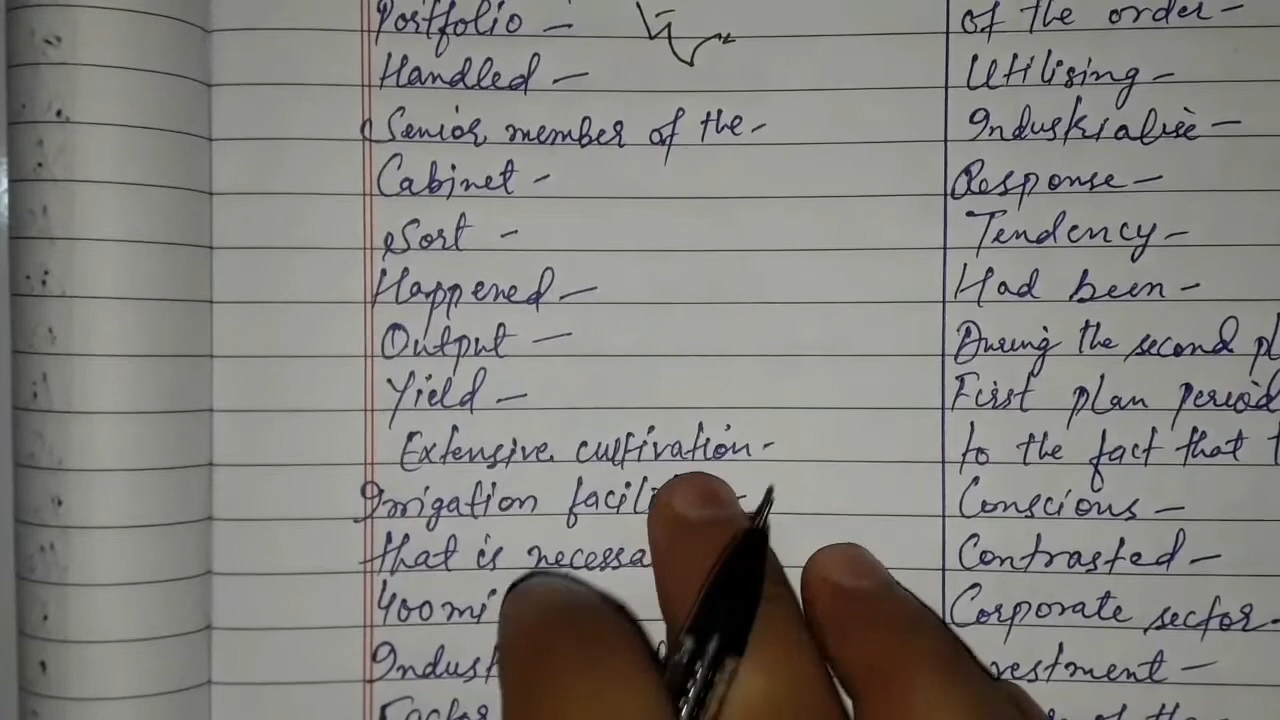 Portfolio –
Handled –
Senior member of the –
Cabinet –
Sort –
Happened –
Output –
Yield –
Extensive cultivation –
Irrigation
that is
400
of the order –
Utilising –
Industrialise –
Response –
Tendency –
Had been –
During the second
First plan period
to the fact that
Conscious –
Contrasted –
Corporate sector –